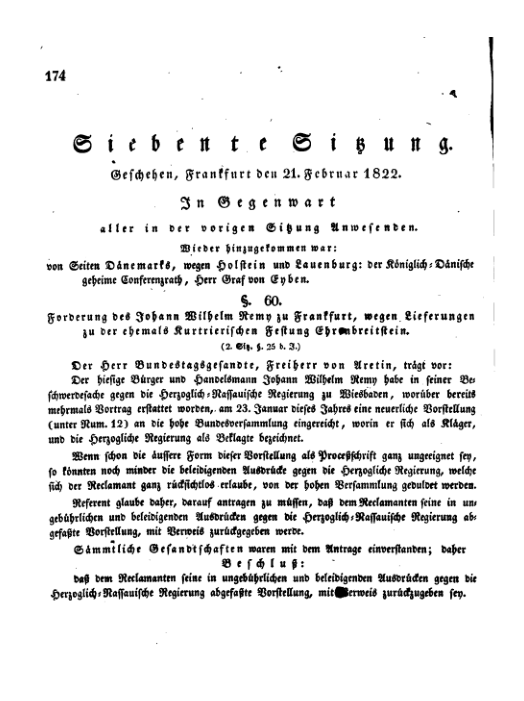 174
Siebente Sitzung.
Geschehen, Frankfurt den 21. Februar 1822.
In Gegenwart
aller in der vorigen Sitzung Anwesenden.
Wieder hinzugekommen war:
von Seiten Dänemarks, wegen Holstein und Lauenburg: der Königlich-Dänische
geheime Conferenzrath, Herr Graf von Eyben.
§. 60.
Forderung des Johann Wilhelm Remy zu Frankfurt, wegen Lieferungen
zu der ehemals Kurtrierischen Festung Ehrenbreitstein.
(2. Sitz. §. 25 d. J.)
Der Herr Bundestagsgesandte, Freiherr von Aretin, trägt vor:
Der hiesige Bürger und Handelsmann Johann Wilhelm Remy habe in seiner Be-
schwerdesache gegen die Herzoglich-Nassauische Regierung zu Wiesbaden, worüber bereits
mehrmals Vortrag erstattet worden, am 23. Januar dieses Jahres eine neuerliche Vorstellung
(unter Num. 12) an die hohe Bundesversammlung eingereicht, worin er sich als Kläger,
und die Herzogliche Regierung als Beklagte bezeichnet.
Wenn schon die äussere Form dieser Vorstellung als Proceßschrift ganz ungeeignet sey,
so könnten noch minder die beleidigenden Ausdrücke gegen die Herzogliche Regierung, welche
sich der Reclamant ganz rücksichtlos erlaube, von der hohen Versammlung geduldet werden.
Referent glaube daher, darauf antragen zu müssen, daß dem Reclamanten seine in un-
gebührlichen und beleidigenden Ausdrücken gegen die Herzoglich-Nassauische Regierung ab-
gefaßte Vorstellung, mit Verweis zurückgegeben werde.
Sämmtliche Gesandtschaften waren mit dem Antrage einverstanden; daher
Beschluß:
daß dem Reclamanten seine in ungebührlichen und beleidigenden Ausdrücken gegen die
Herzoglich-Nassauische Regierung abgefaßte Vorstellung, mit Verweis zurückzugeben sey.